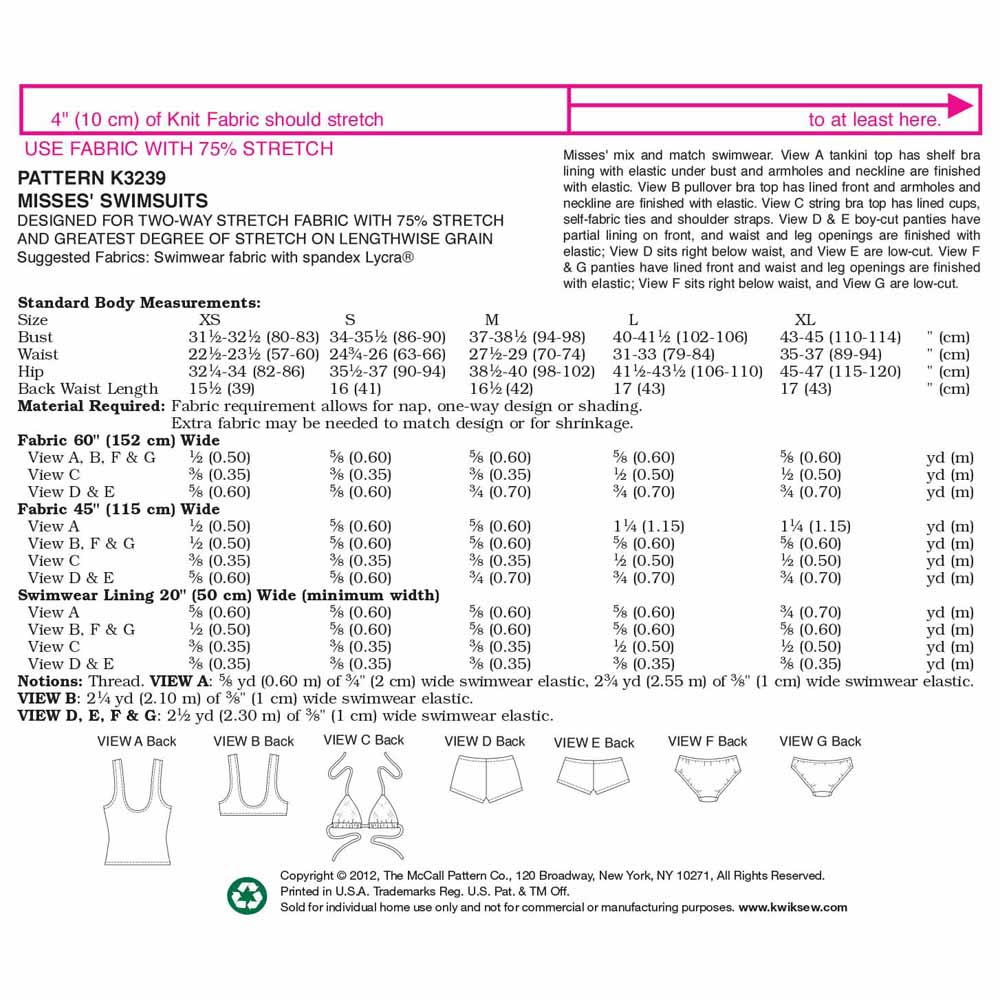 4" (10 cm) of Knit Fabric should stretch
to at least here.
USE FABRIC WITH 75% STRETCH
PATTERN K3239
MISSES' SWIMSUITS
DESIGNED FOR TWO-WAY STRETCH FABRIC WITH 75% STRETCH
AND GREATEST DEGREE OF STRETCH ON LENGTHWISE GRAIN
Suggested Fabrics: Swimwear fabric with spandex Lycra®
Misses' mix and match swimwear. View A tankini top has shelf bra
lining with elastic under bust and armholes and neckline are finished
with elastic. View B pullover bra top has lined front and armholes and
neckline are finished with elastic. View C string bra top has lined cups,
self-fabric ties and shoulder straps. View D & E boy-cut panties have
partial lining on front, and waist and leg openings are finished with
elastic; View D sits right below waist, and View E are low-cut. View F
& G panties have lined front and waist and leg openings are finished
with elastic; View F sits right below waist, and View G are low-cut.
Standard Body Measurements:
Size XS S M L XL
Bust 31½-32½ (80-83) 34-35½ (86-90) 37-38½ (94-98) 40-41½ (102-106) 43-45 (110-114) " (cm)
Waist 22½-23½ (57-60) 24¾-26 (63-66) 27½-29 (70-74) 31-33 (79-84) 35-37 (89-94) " (cm)
Hip 32¼-34 (82-86) 35½-37 (90-94) 38½-40 (98-102) 41½-43½ (106-110) 45-47 (115-120) " (cm)
Back Waist Length 15½ (39) 16 (41) 16½ (42) 17 (43) 17 (43) " (cm)
Material Required: Fabric requirement allows for nap, one-way design or shading.
Extra fabric may be needed to match design or for shrinkage.
Fabric 60" (152 cm) Wide
View A, B, F & G ½ (0.50) ⅝ (0.60) ⅝ (0.60) ⅝ (0.60) ⅝ (0.60) yd (m)
View C ⅜ (0.35) ⅜ (0.35) ⅜ (0.35) ½ (0.50) ½ (0.50) yd (m)
View D & E ⅝ (0.60) ⅝ (0.60) ¾ (0.70) ¾ (0.70) ¾ (0.70) yd (m)
Fabric 45" (115 cm) Wide
View A ½ (0.50) ⅝ (0.60) ⅝ (0.60) 1¼ (1.15) 1¼ (1.15) yd (m)
View B, F & G ½ (0.50) ⅝ (0.60) ⅝ (0.60) ⅝ (0.60) ⅝ (0.60) yd (m)
View C ⅜ (0.35) ⅜ (0.35) ⅜ (0.35) ½ (0.50) ½ (0.50) yd (m)
View D & E ⅝ (0.60) ⅝ (0.60) ¾ (0.70) ¾ (0.70) ¾ (0.70) yd (m)
Swimwear Lining 20" (50 cm) Wide (minimum width)
View A ⅝ (0.60) ⅝ (0.60) ⅝ (0.60) ⅝ (0.60) ¾ (0.70) yd (m)
View B, F & G ½ (0.50) ⅝ (0.60) ⅝ (0.60) ⅝ (0.60) ⅝ (0.60) yd (m)
View C ⅜ (0.35) ⅜ (0.35) ⅜ (0.35) ½ (0.50) ½ (0.50) yd (m)
View D & E ⅜ (0.35) ⅜ (0.35) ⅜ (0.35) ⅜ (0.35) ⅜ (0.35) yd (m)
Notions: Thread. VIEW A: ⅝ yd (0.60 m) of ¾" (2 cm) wide swimwear elastic, 2¾ yd (2.55 m) of ⅜" (1 cm) wide swimwear elastic.
VIEW B: 2¼ yd (2.10 m) of ⅜" (1 cm) wide swimwear elastic.
VIEW D, E, F & G: 2½ yd (2.30 m) of ⅜" (1 cm) wide swimwear elastic.
VIEW A Back VIEW B Back VIEW C Back VIEW D Back VIEW E Back VIEW F Back VIEW G Back
Copyright © 2012, The McCall Pattern Co., 120 Broadway, New York, NY 10271, All Rights Reserved.
Printed in U.S.A. Trademarks Reg. U.S. Pat. & TM Off.
Sold for individual home use only and not for commercial or manufacturing purposes. www.kwiksew.com